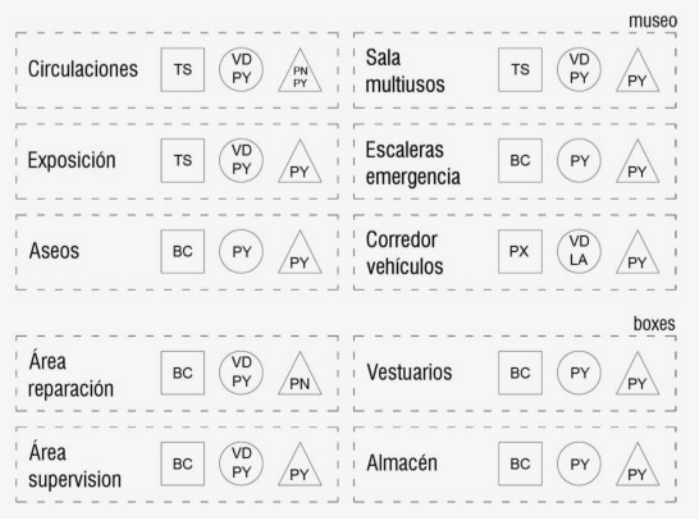 museo
Circulaciones TS VD PY PN PY
Sala multiusos TS VD PY PY
Exposición TS VD PY PY
Escaleras emergencia BC PY PY
Aseos BC PY PY
Corredor vehículos PX VD LA PY
boxes
Área reparación BC VD PY PN
Vestuarios BC PY PY
Área supervision BC VD PY PY
Almacén BC PY PY